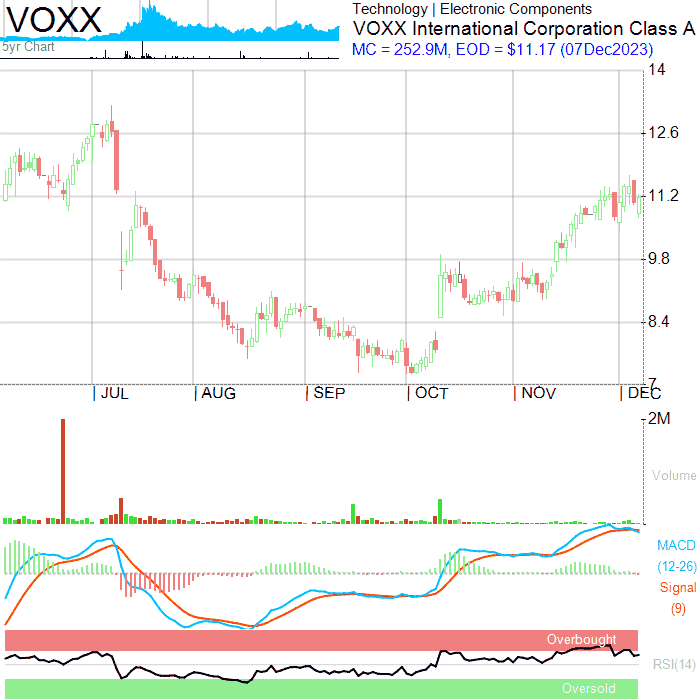 VOXX
5yr Chart
Technology | Electronic Components
VOXX International Corporation Class A
MC = 252.9M, EOD = $11.17 (07Dec2023)
14
12.6
11.2
9.8
8.4
7
| JUL | AUG | SEP | OCT | NOV | DEC
2M
Volume
MACD
(12-26)
Signal
(9)
Overbought
RSI(14)
Oversold